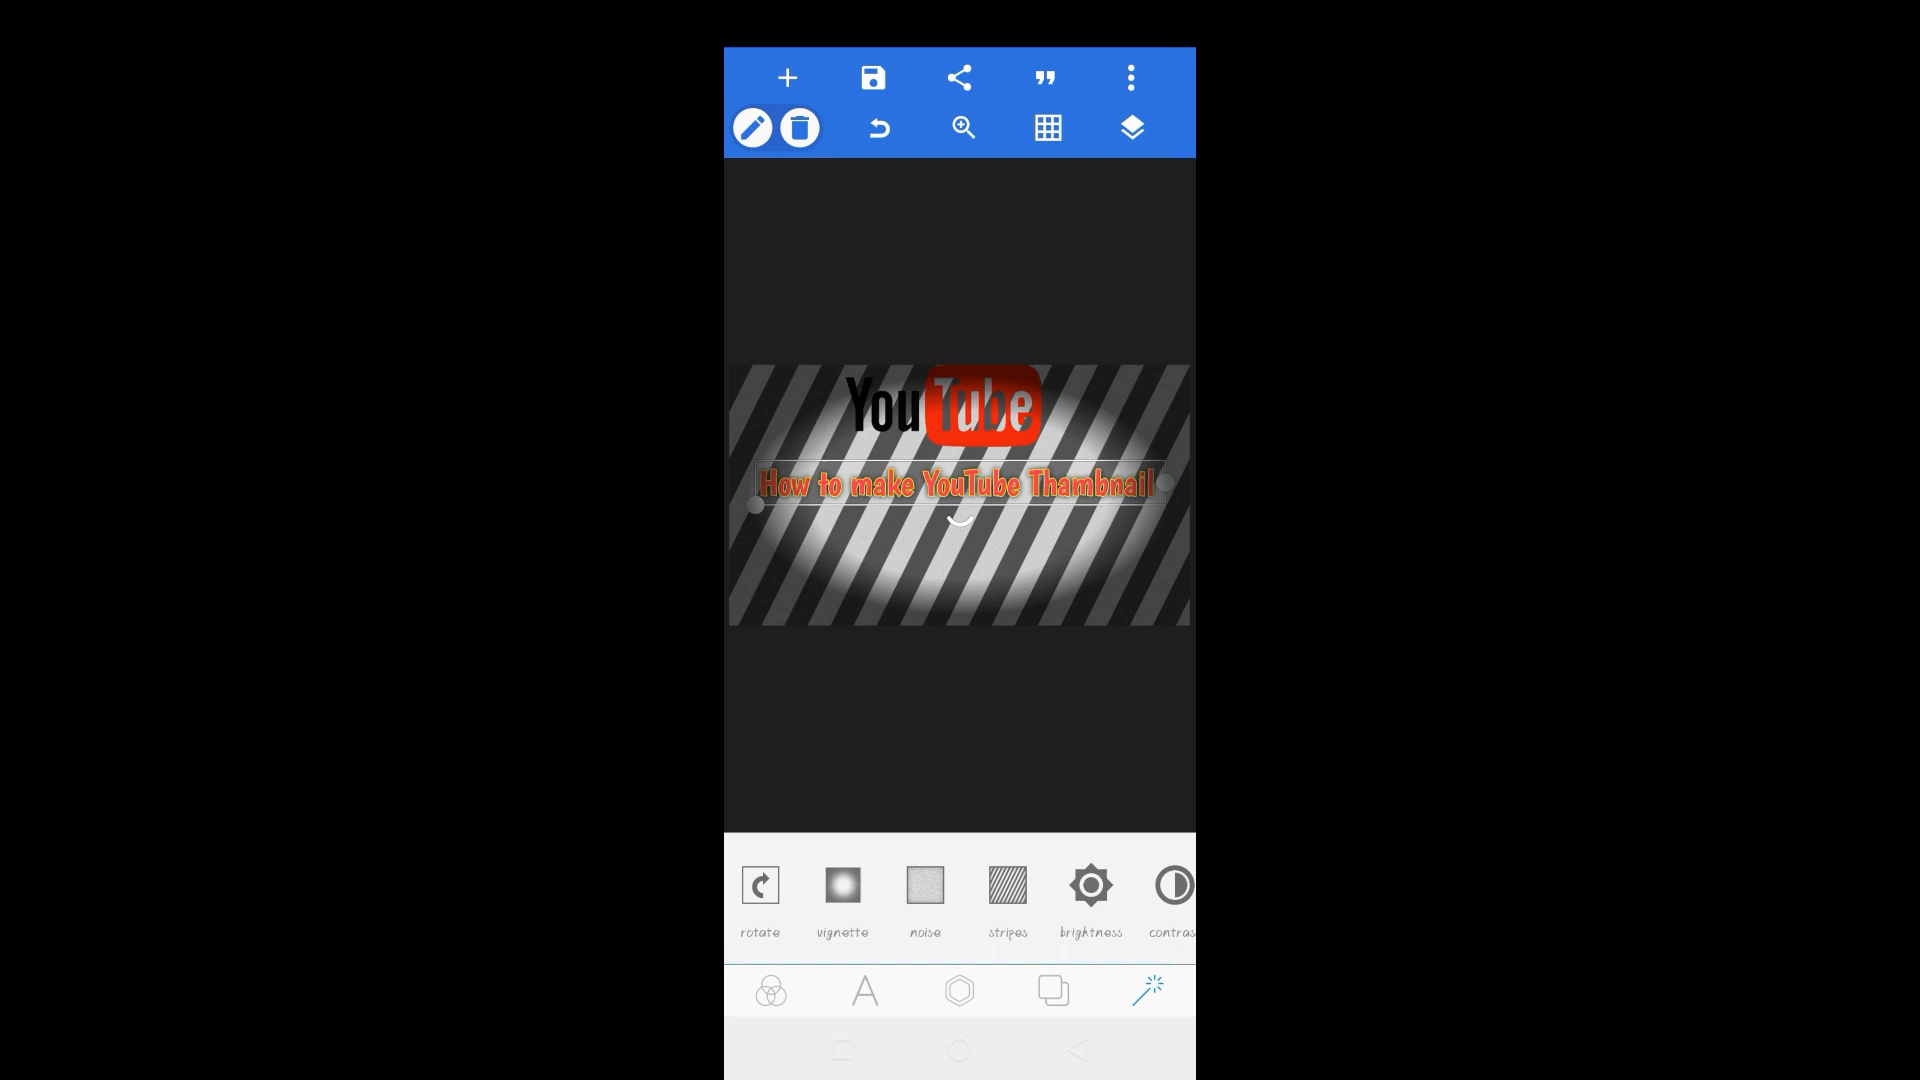 YouTube
How to make YouTube Thambnail
rotate vignette noise stripes brightness contras